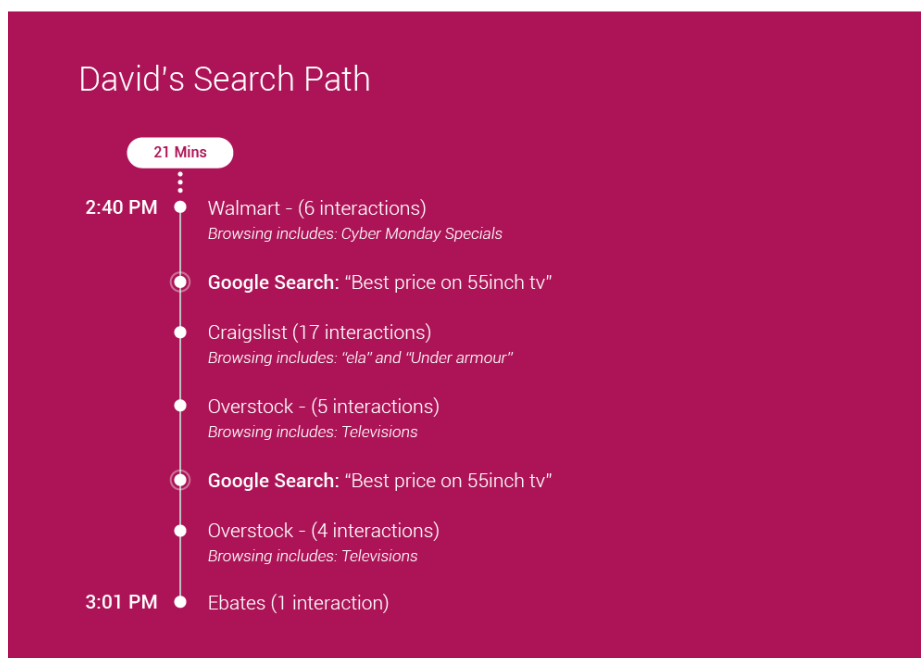 David's Search Path
21 Mins
2:40 PM
Walmart - (6 interactions)
Browsing includes: Cyber Monday Specials
Google Search: "Best price on 55inch tv"
Craigslist (17 interactions)
Browsing includes: "ela" and "Under armour"
Overstock - (5 interactions)
Browsing includes: Televisions
Google Search: "Best price on 55inch tv"
Overstock - (4 interactions)
Browsing includes: Televisions
3:01 PM
Ebates (1 interaction)